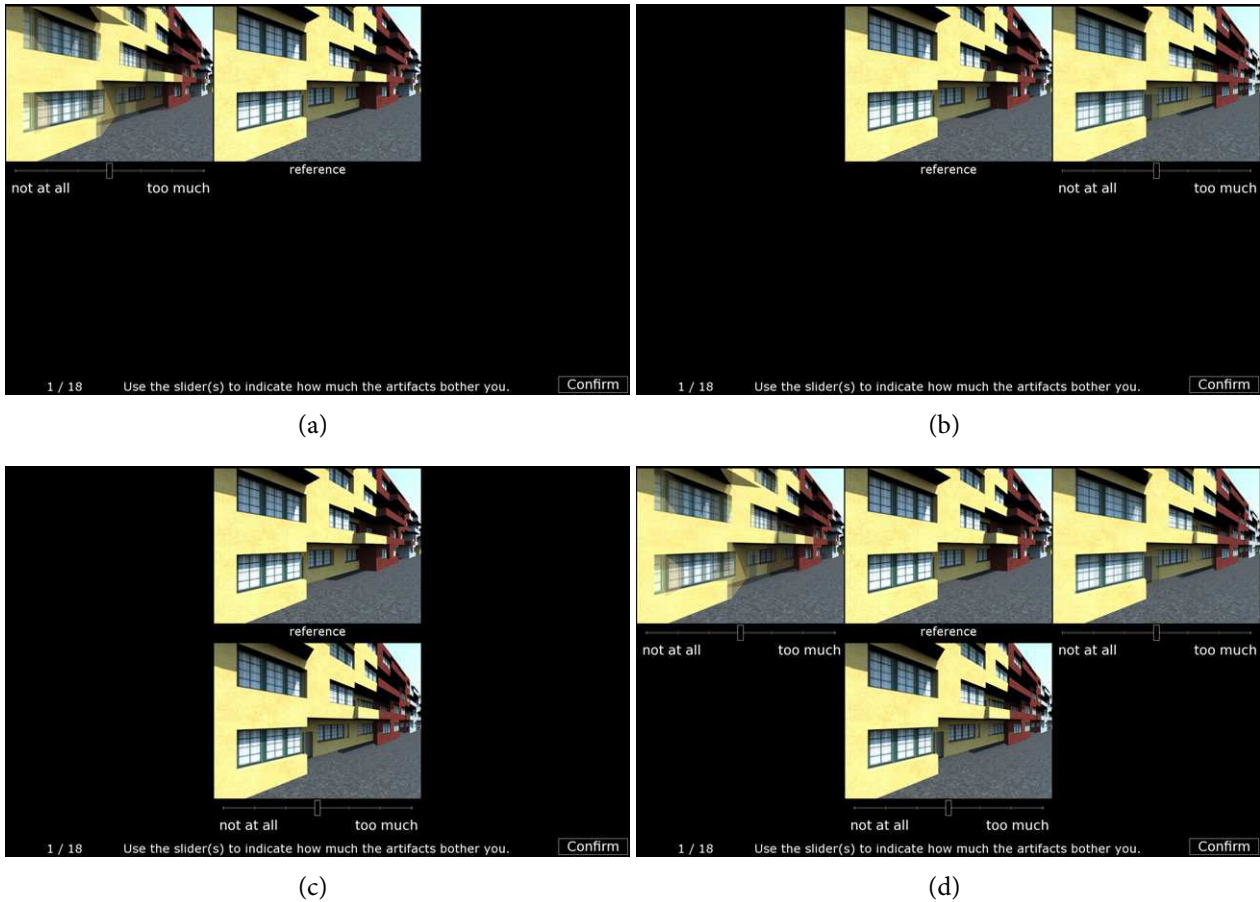 reference
not at all too much
1 / 18 Use the slider(s) to indicate how much the artifacts bother you. Confirm
(a)
reference
not at all too much
1 / 18 Use the slider(s) to indicate how much the artifacts bother you. Confirm
(b)
reference
not at all too much
1 / 18 Use the slider(s) to indicate how much the artifacts bother you. Confirm
(c)
reference
not at all too much not at all too much
not at all too much
1 / 18 Use the slider(s) to indicate how much the artifacts bother you. Confirm
(d)